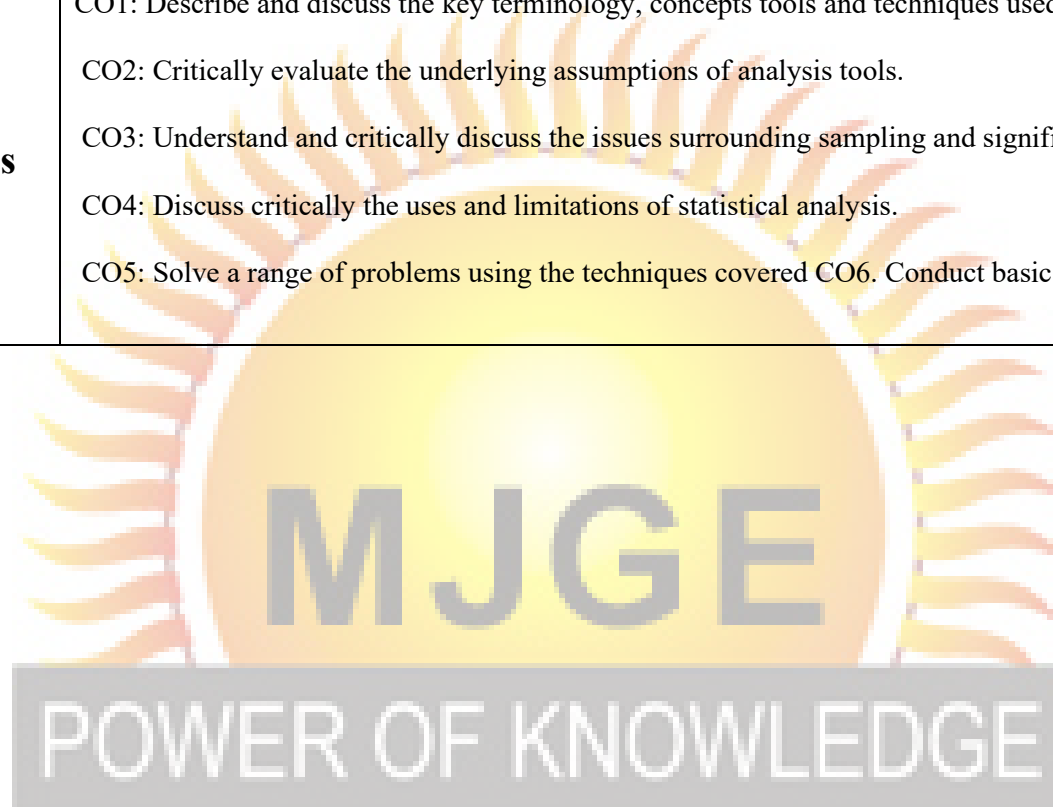 CO1: Describe and discuss the key terminology, concepts tools and techniques used
CO2: Critically evaluate the underlying assumptions of analysis tools.
CO3: Understand and critically discuss the issues surrounding sampling and
s
CO4: Discuss critically the uses and limitations of statistical analysis.
CO5: Solve a range of problems using the techniques covered CO6. Conduct basic
MJGE
POWER OF KNOWLEDGE